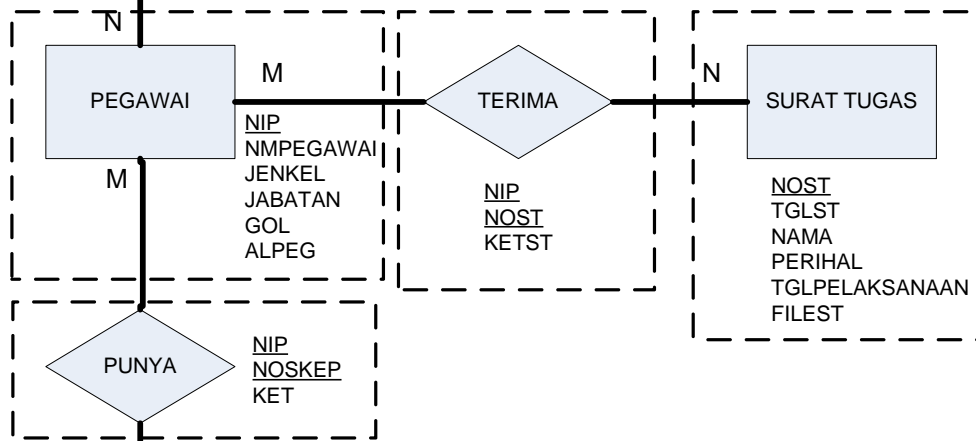 N
PEGAWAI
M
NIP
NMPEGAWAI
JENKEL
JABATAN
GOL
ALPEG
M
TERIMA
NIP
NOST
KETST
N
SURAT TUGAS
NOST
TGLST
NAMA
PERIHAL
TGLPELAKSANAAN
FILEST
PUNYA
NIP
NOSKEP
KET